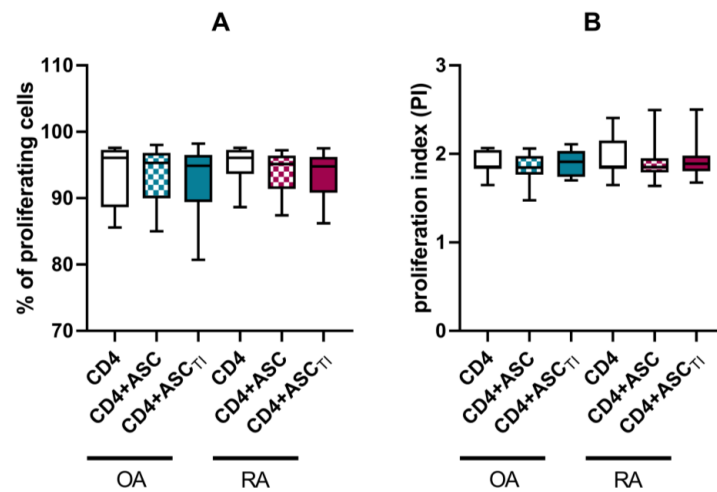 A
% of proliferating cells
110
100
90
80
70
CD4
CD4+ASC
CD4+ASCTI
CD4
CD4+ASC
CD4+ASCTI
OA
RA
B
proliferation index (PI)
3
2
1
0
CD4
CD4+ASC
CD4+ASCTI
CD4
CD4+ASC
CD4+ASCTI
OA
RA